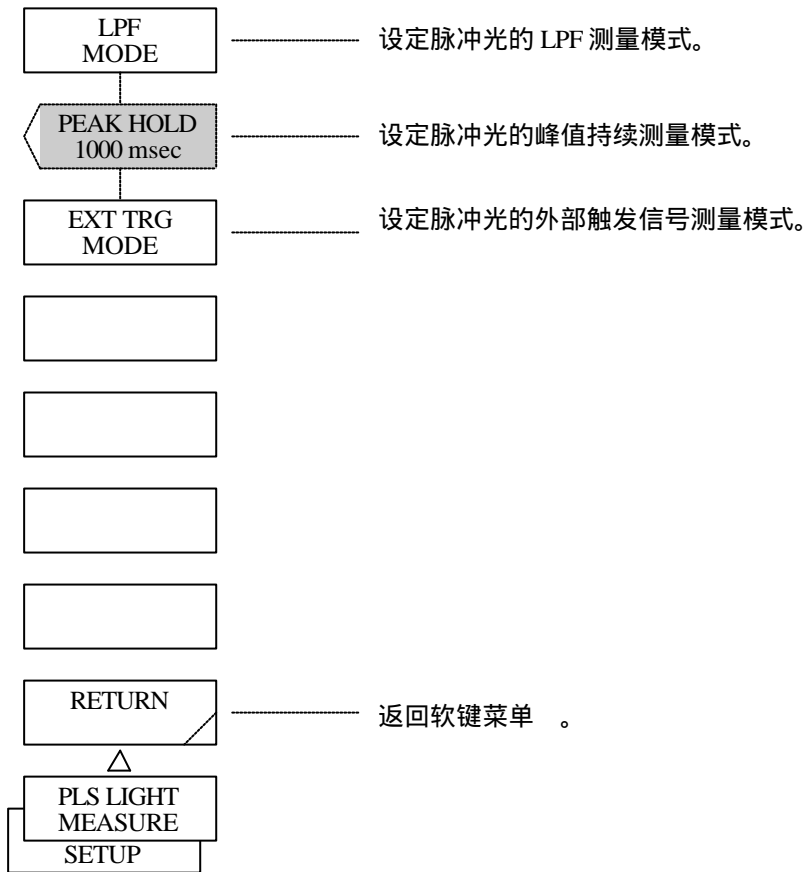 LPF
MODE
设定脉冲光的 LPF 测量模式。
PEAK HOLD
1000 msec
设定脉冲光的峰值持续测量模式。
EXT TRG
MODE
设定脉冲光的外部触发信号测量模式。
RETURN
返回软键菜单 。
PLS LIGHT
MEASURE
SETUP